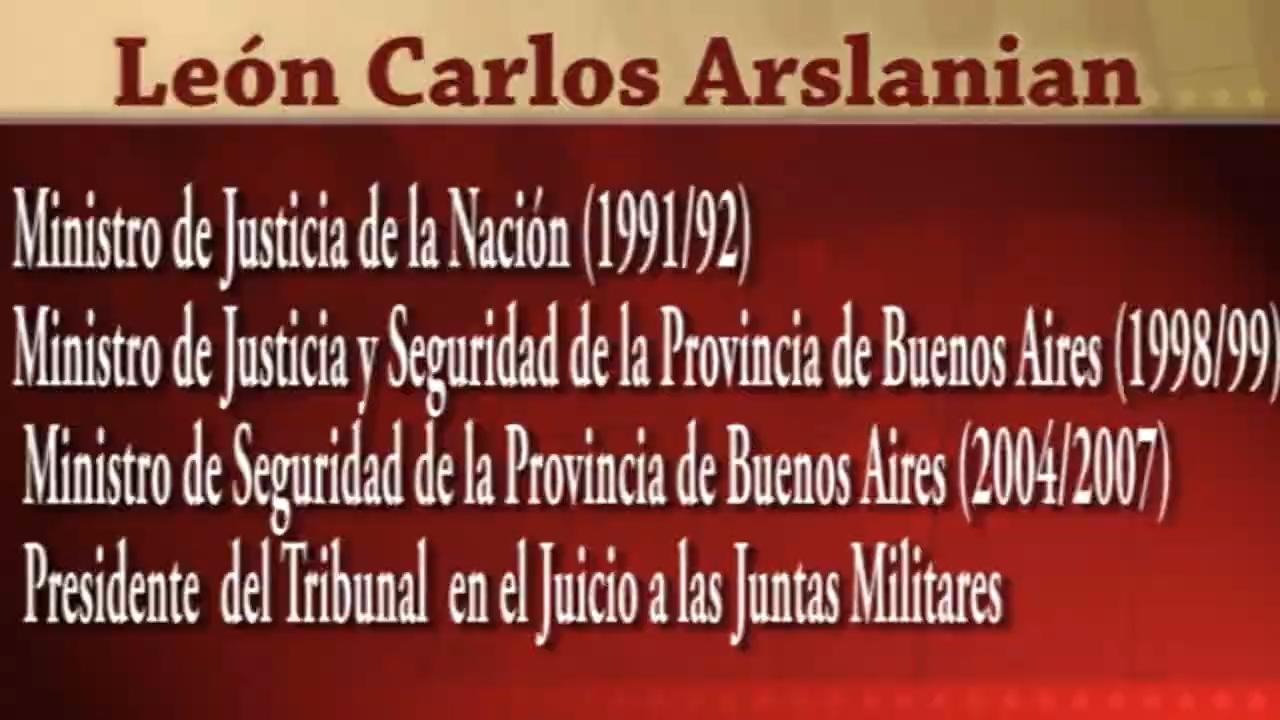 León Carlos Arslanian
Ministro de Justicia de la Nación (1991/92)
Ministro de Justicia y Seguridad de la Provincia de Buenos Aires (1998/99)
Ministro de Seguridad de la Provincia de Buenos Aires (2004/2007)
Presidente del Tribunal en el Juicio a las Juntas Militares